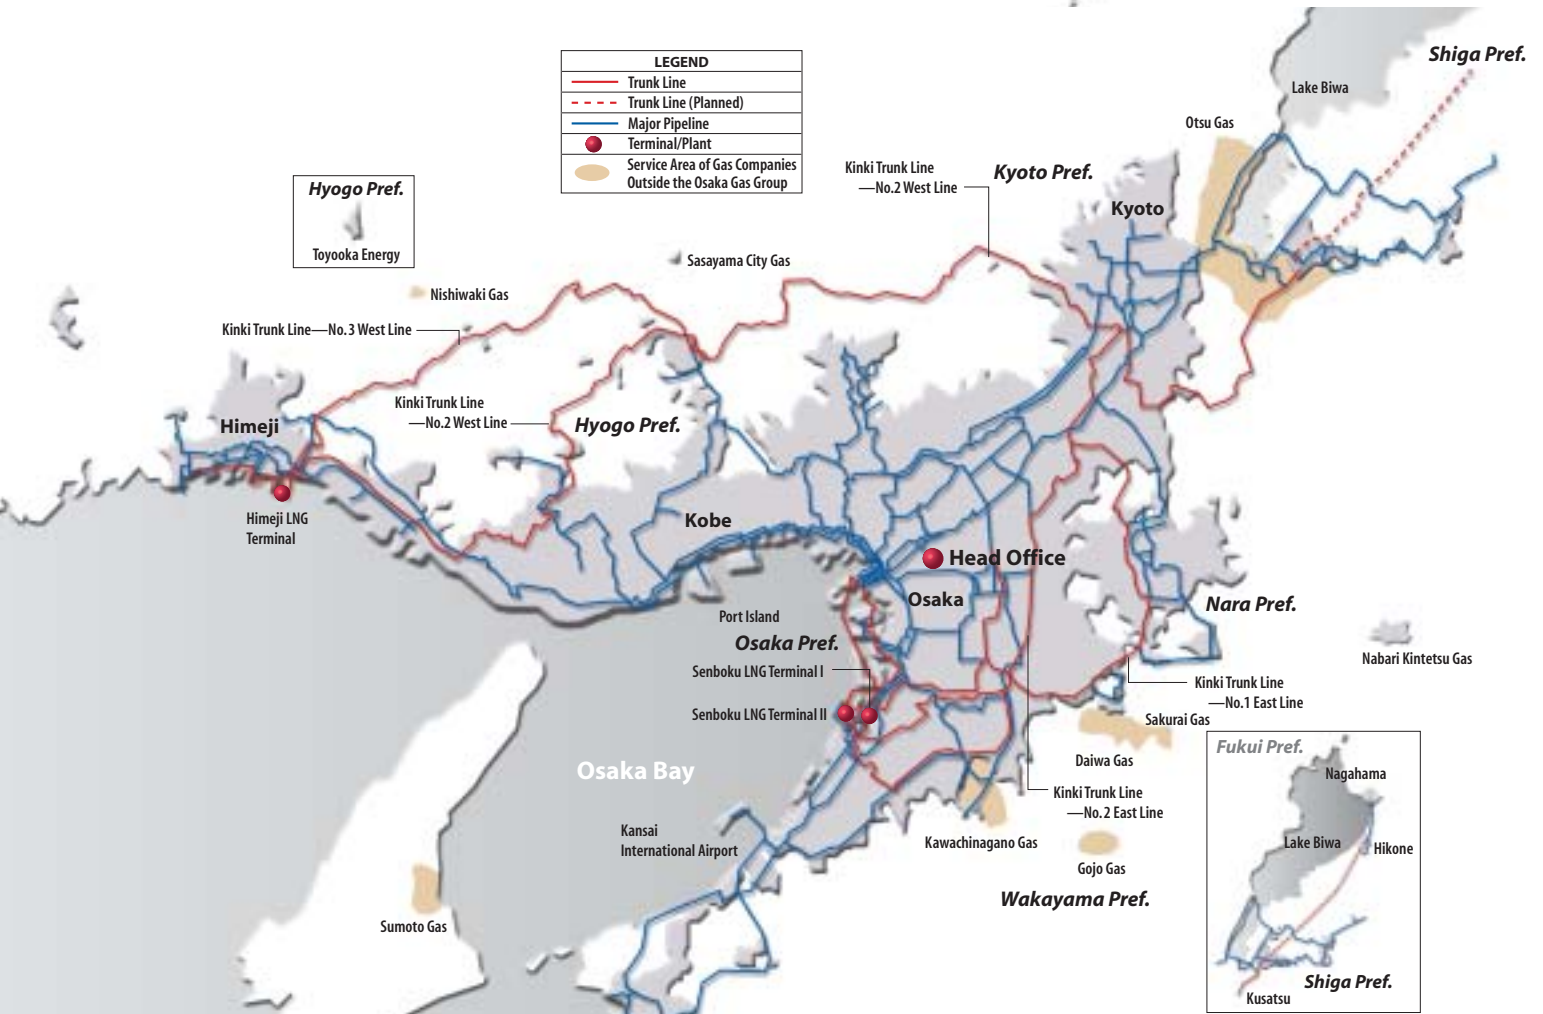 LEGEND
Trunk Line
Trunk Line (Planned)
Major Pipeline
Terminal/Plant
Service Area of Gas Companies
Outside the Osaka Gas Group
Shiga Pref.
Lake Biwa
Otsu Gas
Kinki Trunk Line
—No.2 West Line
Kyoto Pref.
Kyoto
Hyogo Pref.
Toyooka Energy
Sasayama City Gas
Nishiwaki Gas
Kinki Trunk Line—No.3 West Line
Kinki Trunk Line
—No.2 West Line
Hyogo Pref.
Himeji
Himeji LNG
Terminal
Kobe
Head Office
Osaka
Port Island
Osaka Pref.
Nara Pref.
Nabari Kintetsu Gas
Senboku LNG Terminal I
Senboku LNG Terminal II
Kinki Trunk Line
—No.1 East Line
Sakurai Gas
Daiwa Gas
Osaka Bay
Kinki Trunk Line
—No.2 East Line
Kansai
International Airport
Kawachinagano Gas
Gojo Gas
Wakayama Pref.
Sumoto Gas
Fukui Pref.
Nagahama
Lake Biwa
Hikone
Shiga Pref.
Kusatsu